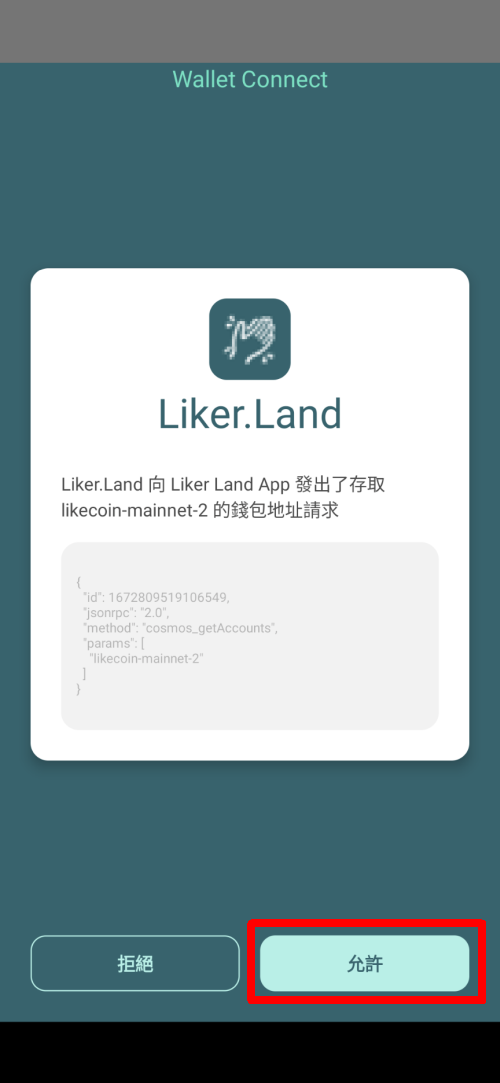 Wallet Connect
Liker.Land
Liker.Land 向 Liker Land App 發出了存取
likecoin-mainnet-2 的錢包地址請求
{
"id": 1672809519106549,
"jsonrpc": "2.0",
"method": "cosmos_getAccounts",
"params": [
"likecoin-mainnet-2"
]
}
拒絕
允許